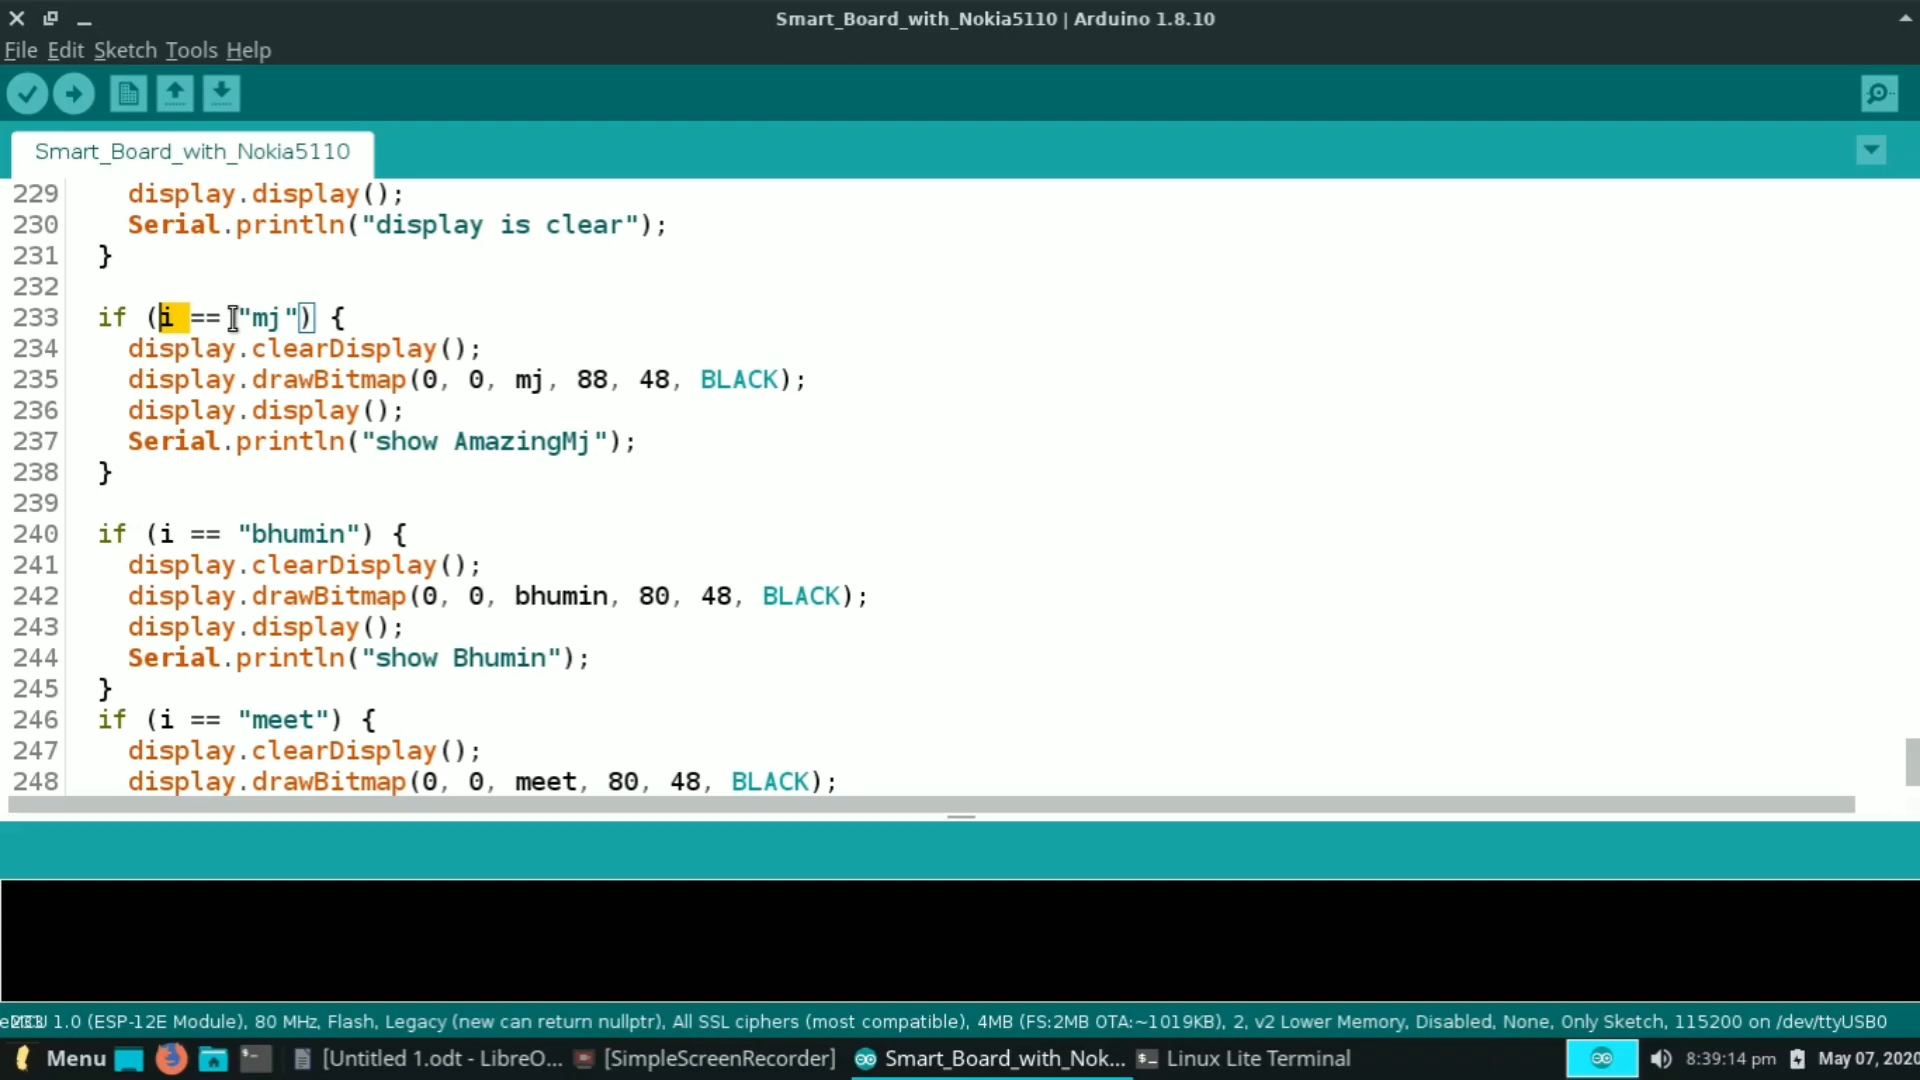 Smart_Board_with_Nokia5110 | Arduino 1.8.10
File Edit Sketch Tools Help
Smart_Board_with_Nokia5110
229 display.display();
230 Serial.println("display is clear");
231 }
232
233 if (i == "mj") {
234 display.clearDisplay();
235 display.drawBitmap(0, 0, mj, 88, 48, BLACK);
236 display.display();
237 Serial.println("show AmazingMj");
238 }
239
240 if (i == "bhumin") {
241 display.clearDisplay();
242 display.drawBitmap(0, 0, bhumin, 80, 48, BLACK);
243 display.display();
244 Serial.println("show Bhumin");
245 }
246 if (i == "meet") {
247 display.clearDisplay();
248 display.drawBitmap(0, 0, meet, 80, 48, BLACK);
1.0 (ESP-12E Module), 80 MHz, Flash, Legacy (new can return nullptr), All SSL ciphers (most compatible), 4MB (FS:2MB OTA:~1019KB), 2, v2 Lower Memory, Disabled, None, Only Sketch, 115200 on /dev/ttyUSB0
Menu [Untitled 1.odt - LibreO... [SimpleScreenRecorder] Smart_Board_with_Nok... Linux Lite Terminal 8:39:14 pm May 07, 2020